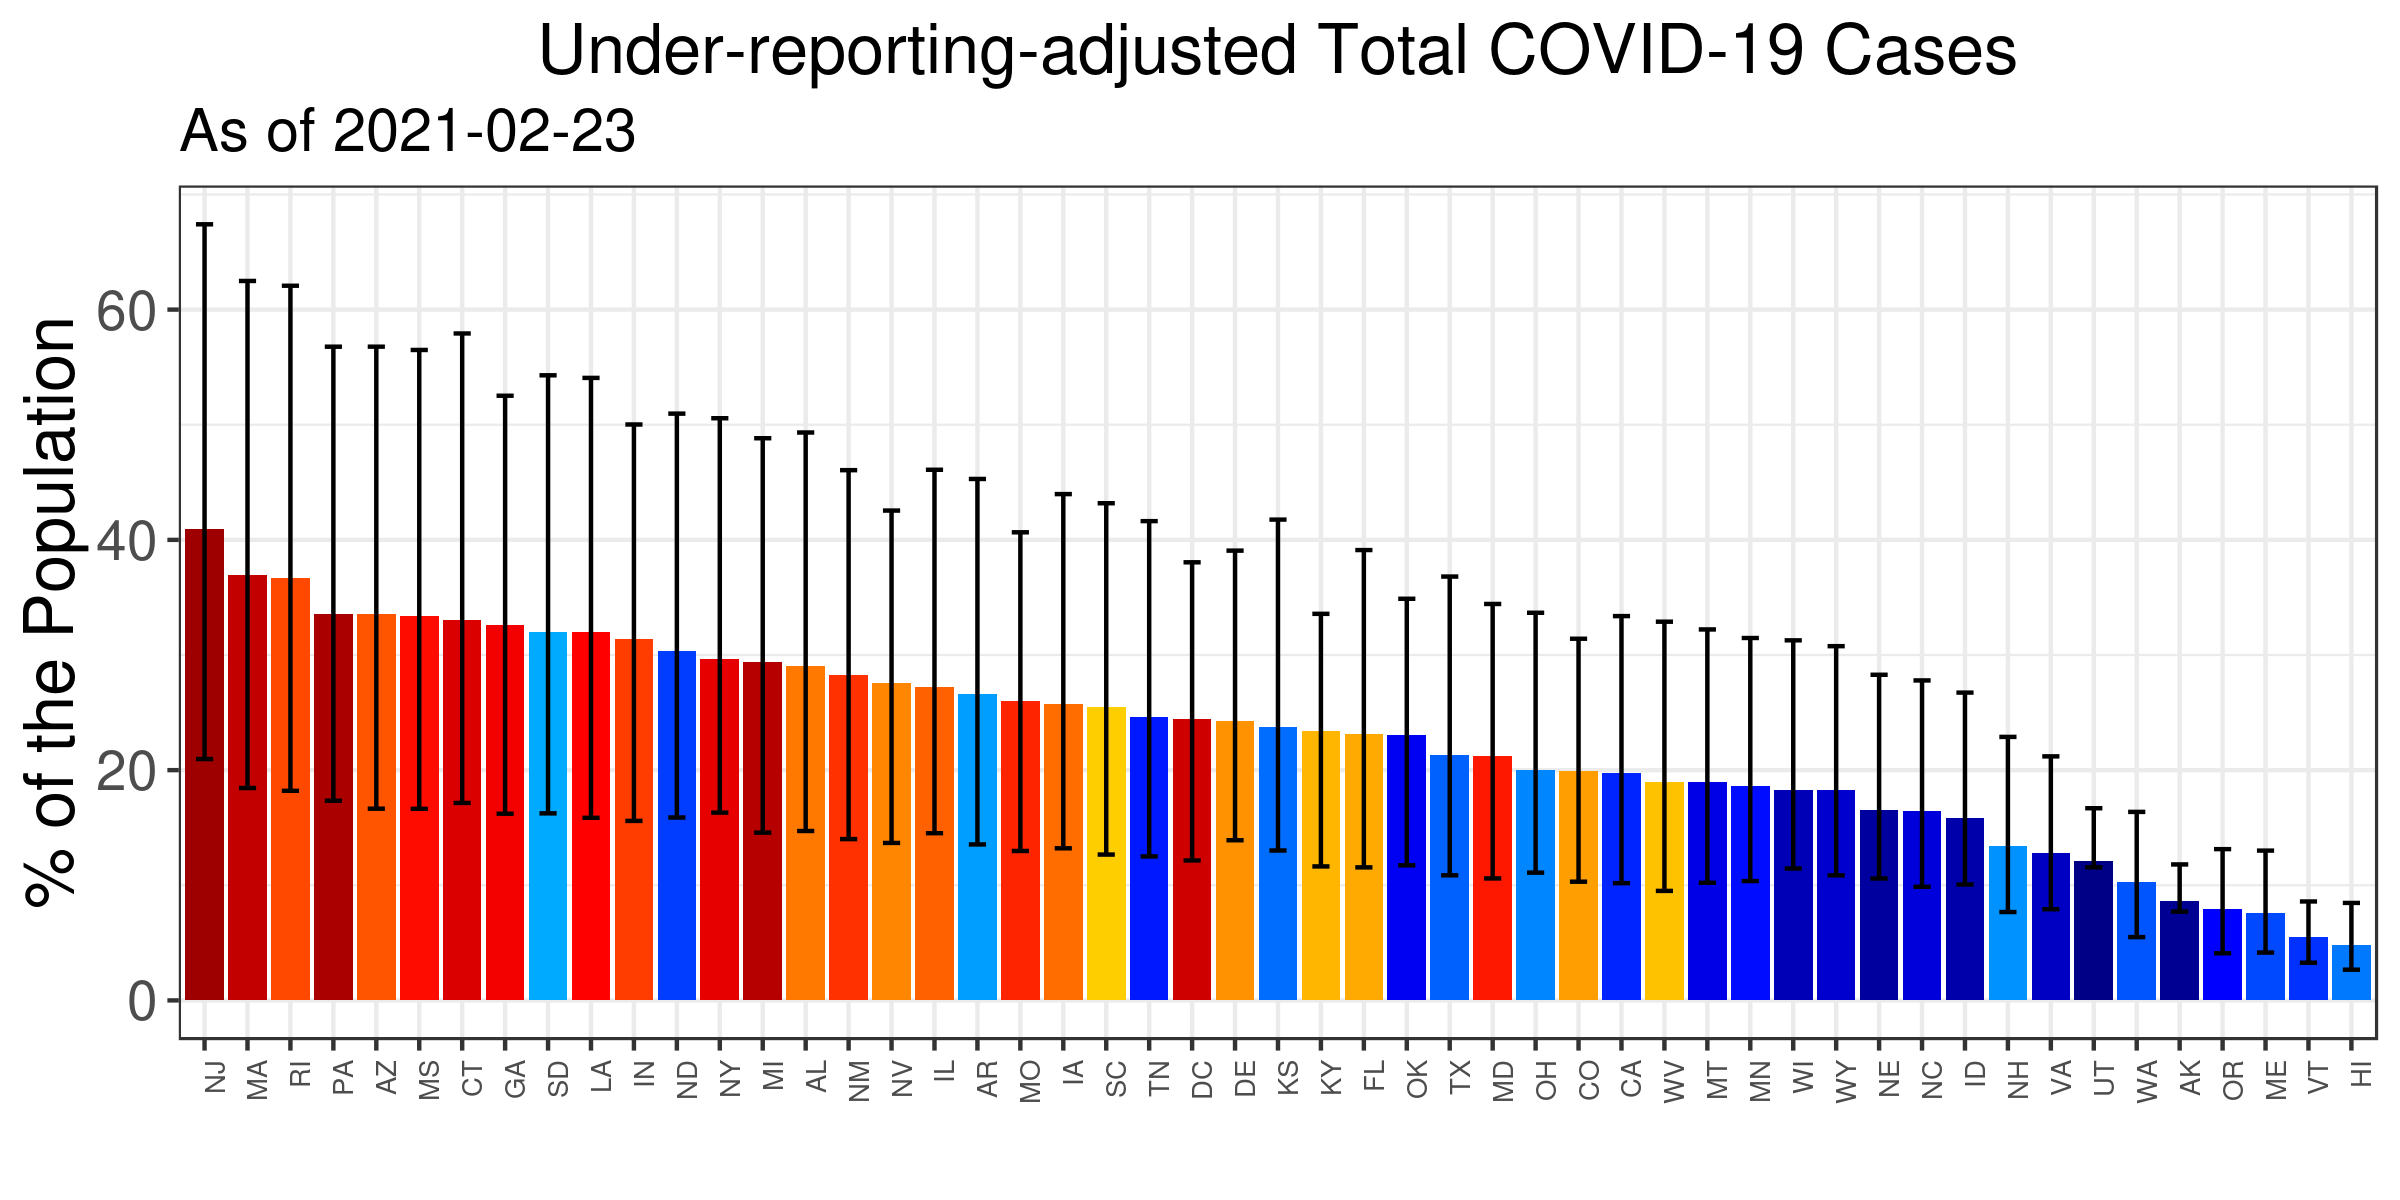 Under-reporting-adjusted Total COVID-19 Cases
As of 2021-02-23
% of the Population
60
40
20
0
NJ MA RI PA AZ MS CT GA SD LA IN ND NY MI AL NM NV IL AR MO IA SC TN DC DE KS KY FL OK TX MD OH CO CA WV MT MN WI WY NE NC ID NH VA UT WA AK OR ME VT HI